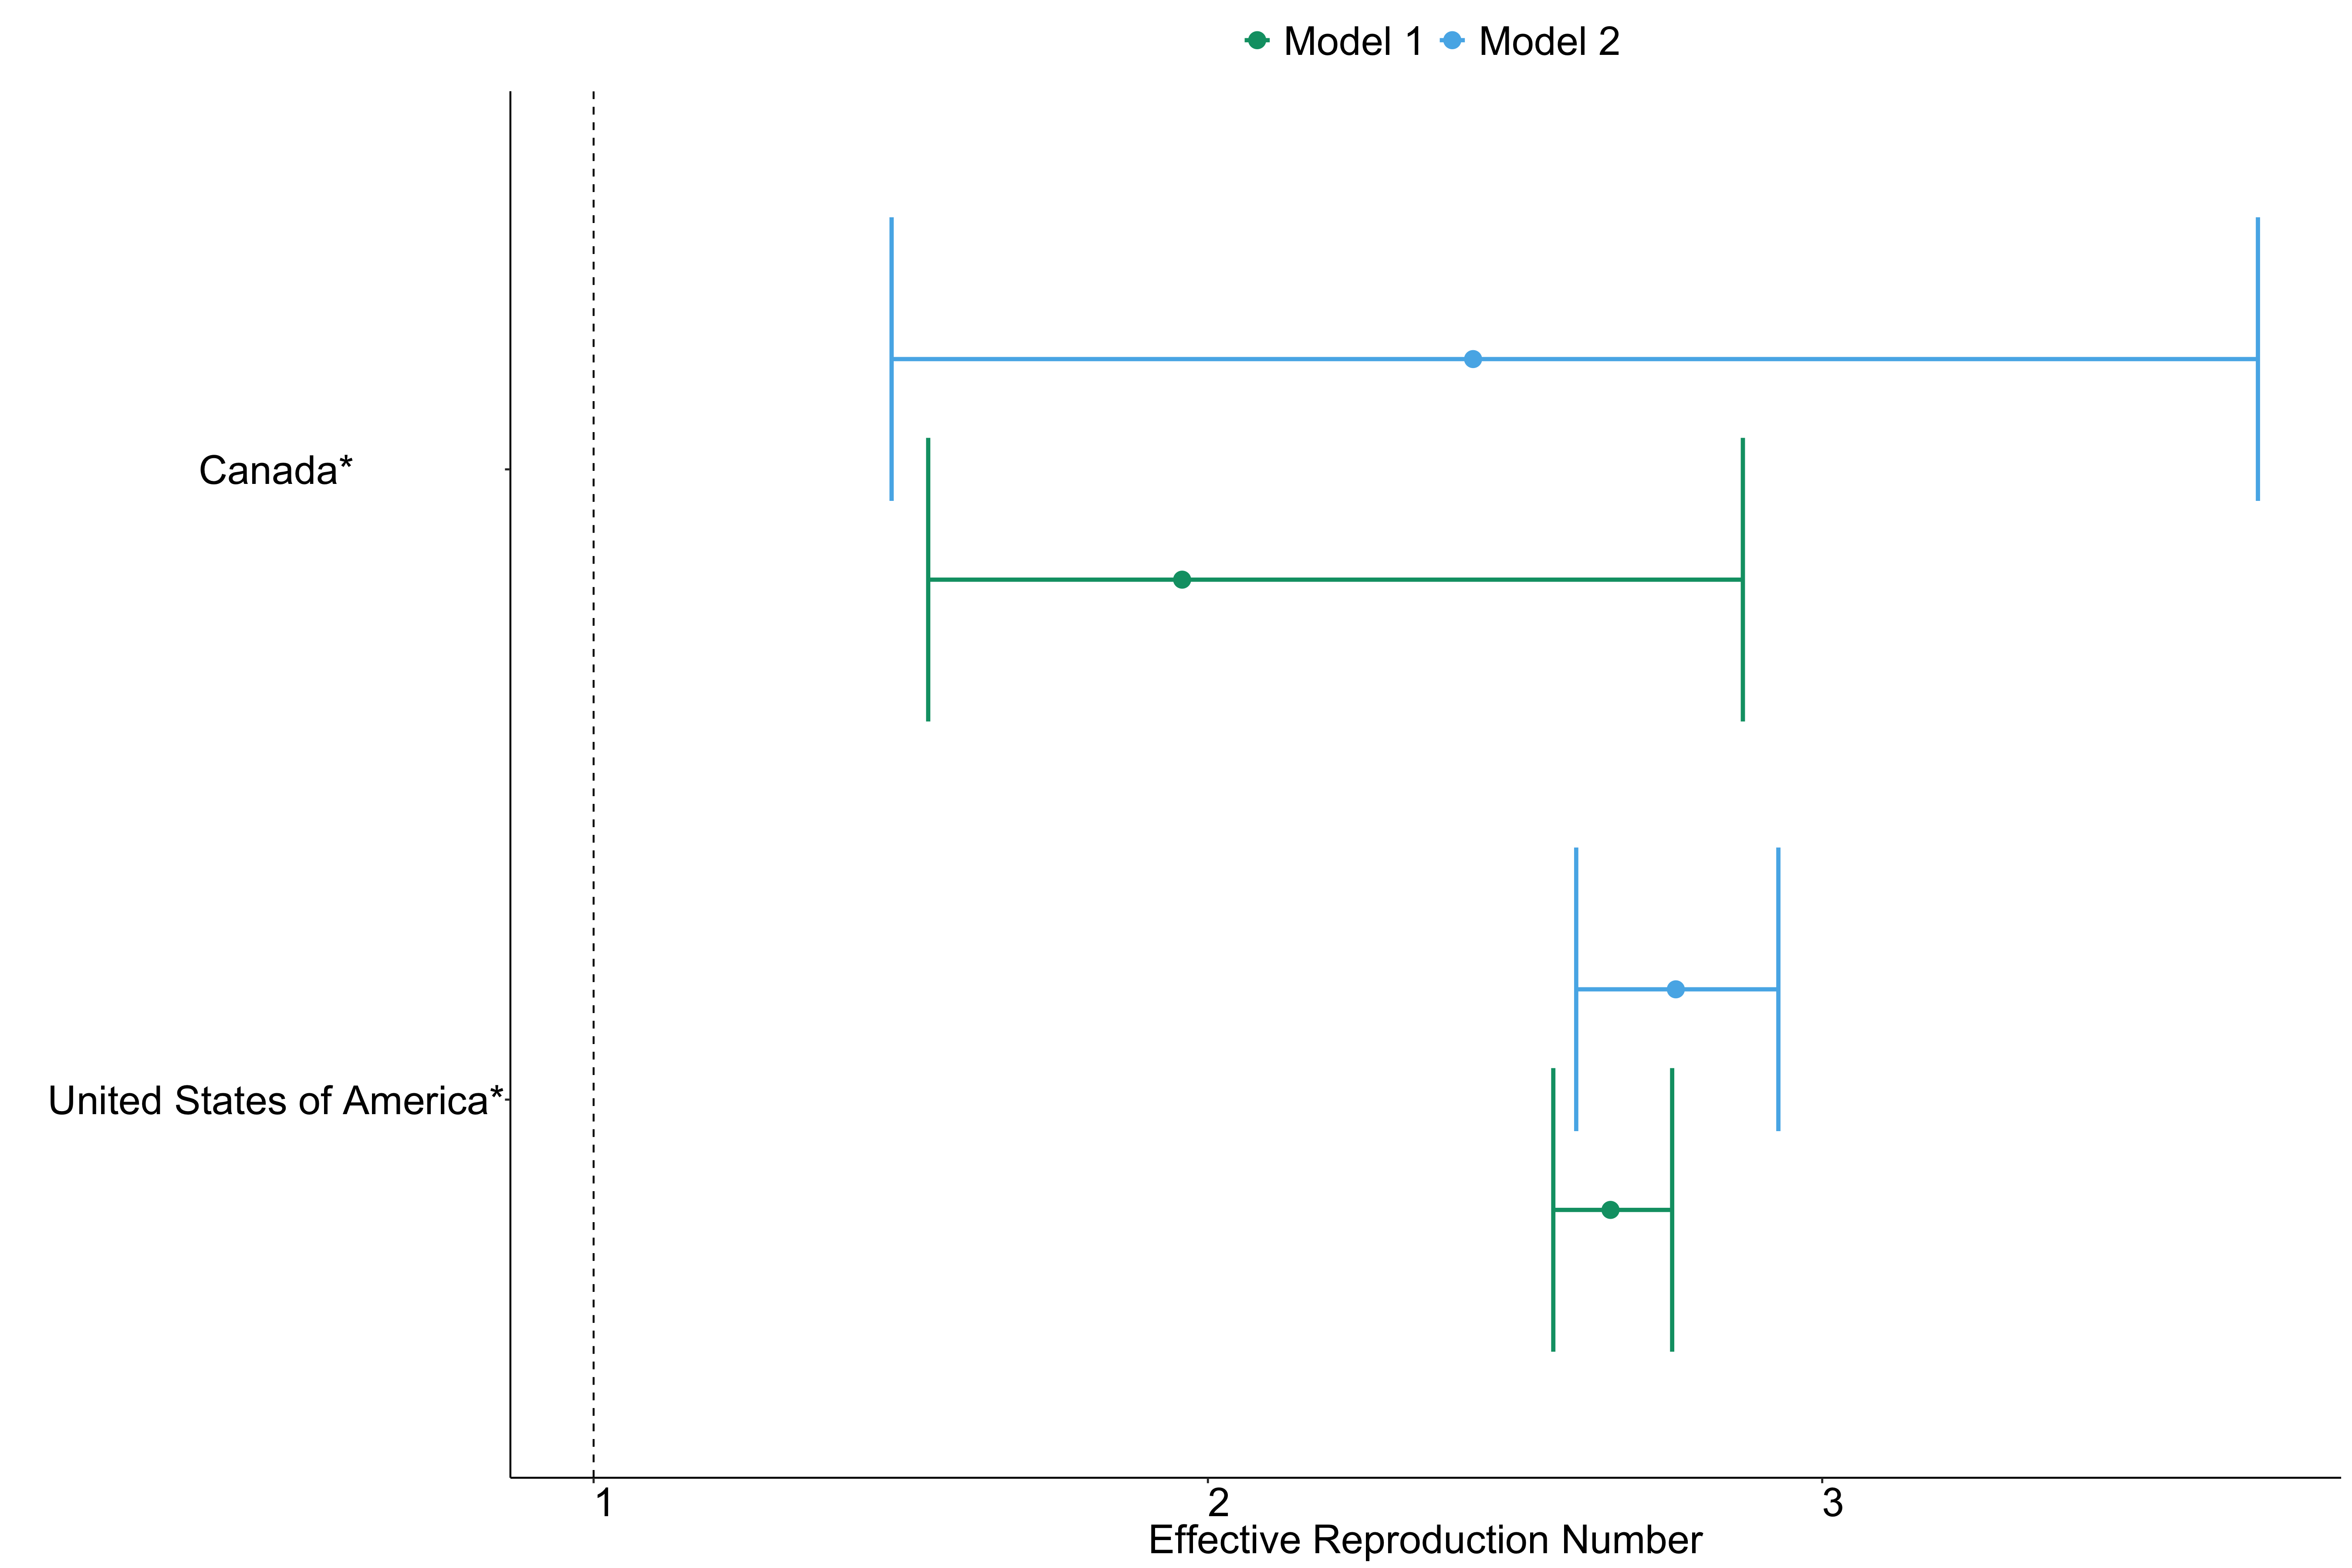 Model 1 Model 2
Canada*
United States of America*
1 2 3
Effective Reproduction Number